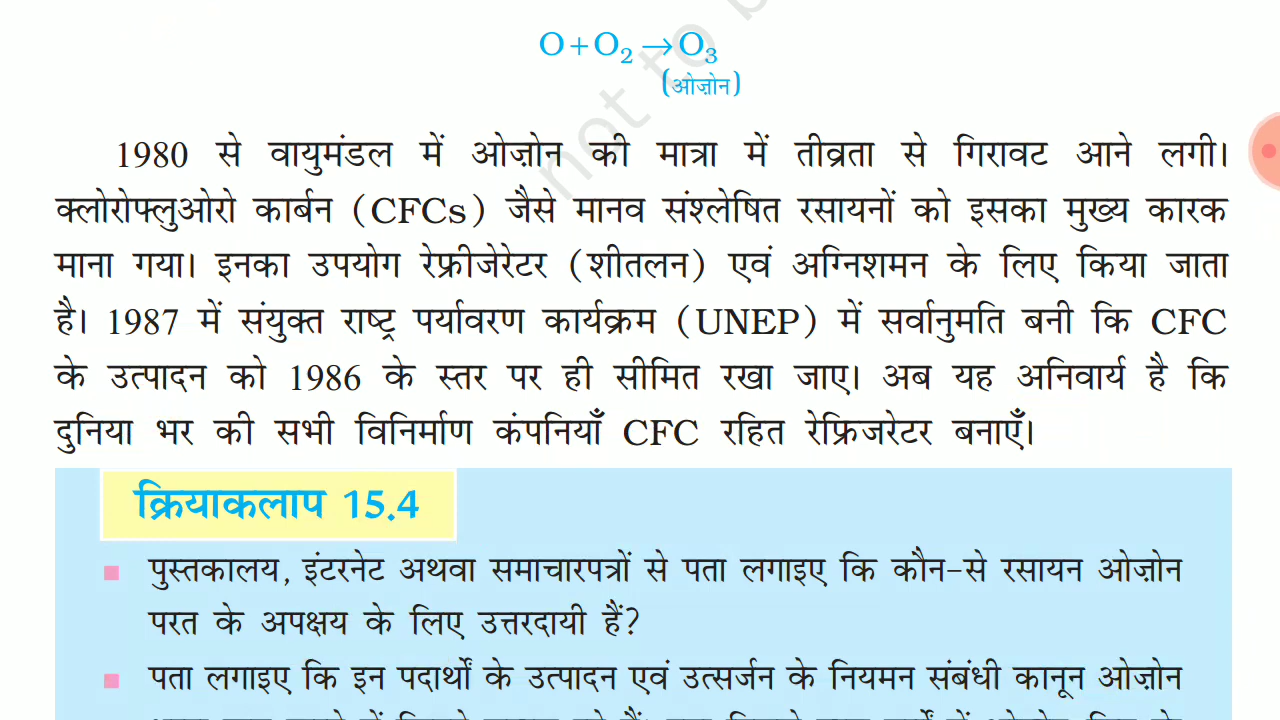 O + O₂ → O₃
(ओज़ोन)
not to b
1980 से वायुमंडल में ओज़ोन की मात्रा में तीव्रता से गिरावट आने लगी।
क्लोरोफ्लुओरो कार्बन (CFCs) जैसे मानव संश्लेषित रसायनों को इसका मुख्य कारक
माना गया। इनका उपयोग रेफ्रीजेरेटर (शीतलन) एवं अग्निशमन के लिए किया जाता
है। 1987 में संयुक्त राष्ट्र पर्यावरण कार्यक्रम (UNEP) में सर्वानुमति बनी कि CFC
के उत्पादन को 1986 के स्तर पर ही सीमित रखा जाए। अब यह अनिवार्य है कि
दुनिया भर की सभी विनिर्माण कंपनियाँ CFC रहित रेफ्रिजरेटर बनाएँ।
क्रियाकलाप 15.4
पुस्तकालय, इंटरनेट अथवा समाचारपत्रों से पता लगाइए कि कौन-से रसायन ओज़ोन
परत के अपक्षय के लिए उत्तरदायी हैं?
पता लगाइए कि इन पदार्थों के उत्पादन एवं उत्सर्जन के नियमन संबंधी कानून ओज़ोन